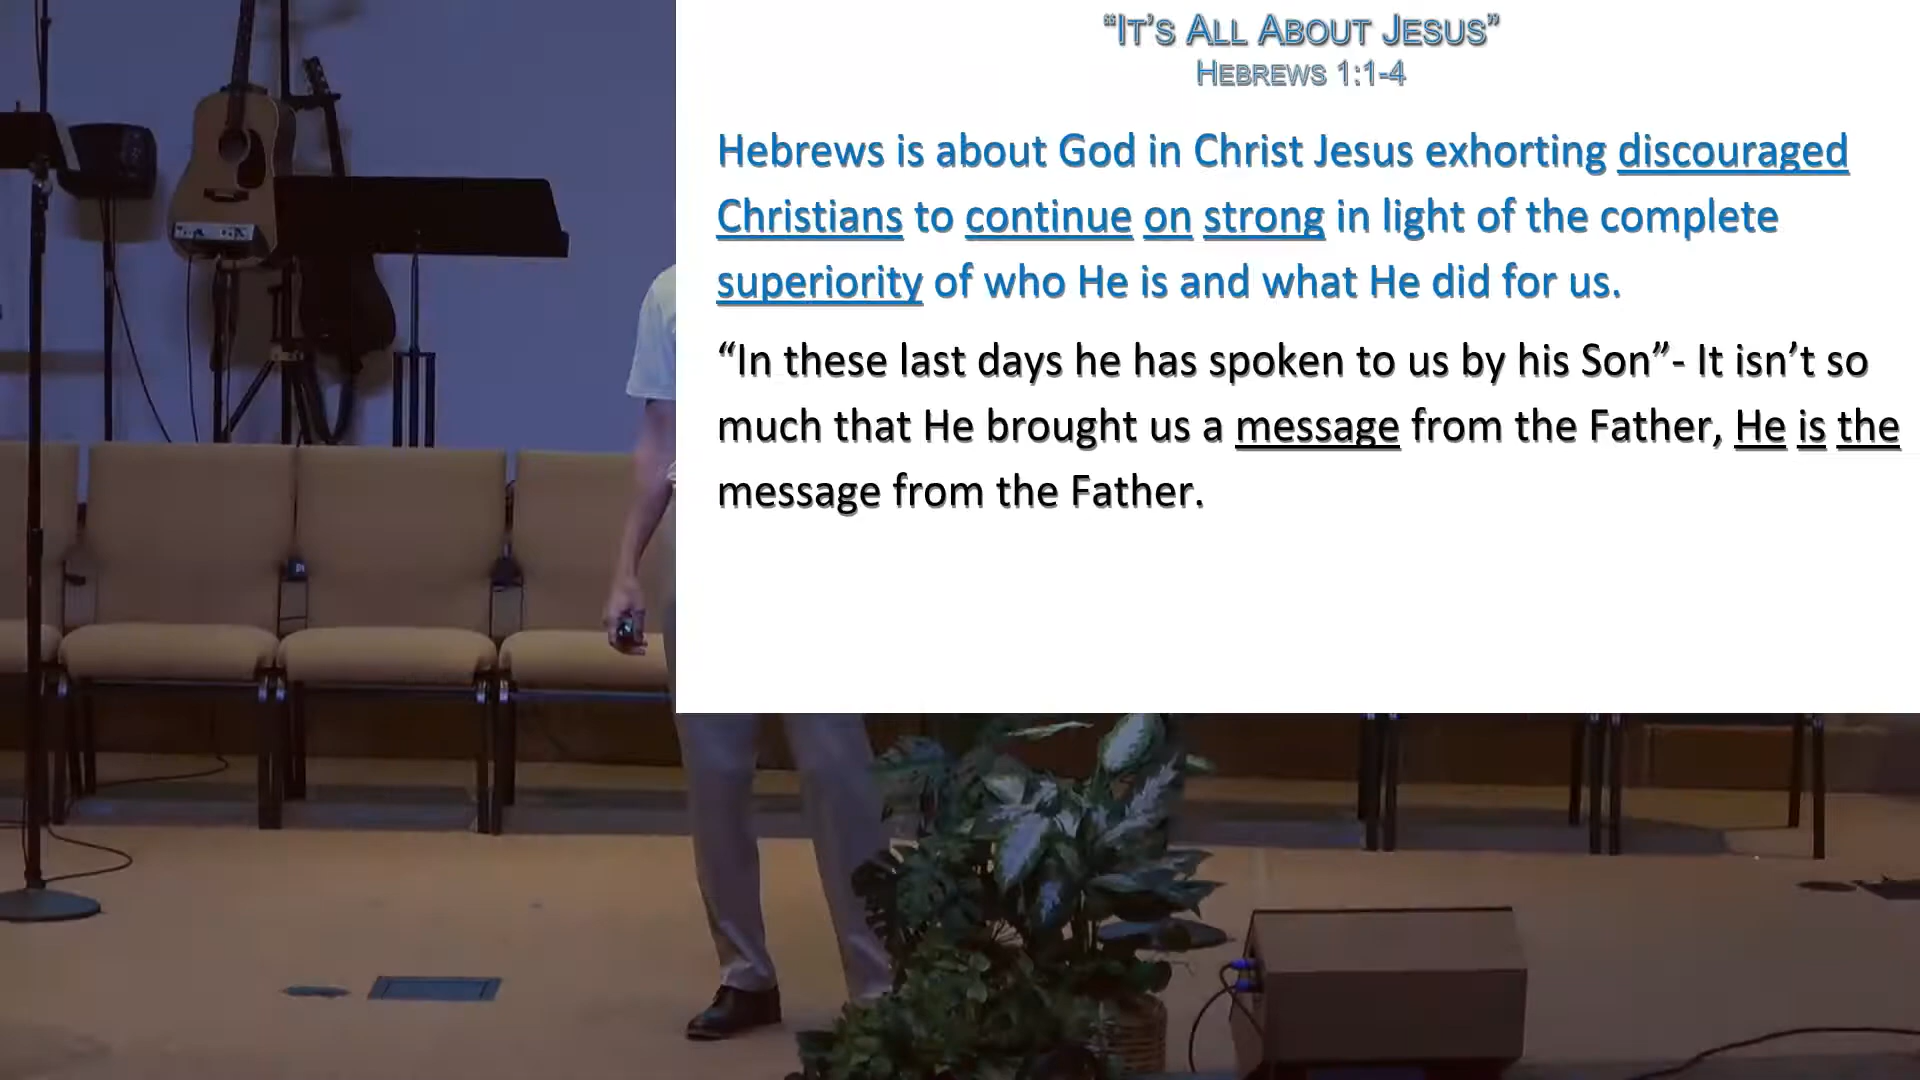 “IT’S ALL ABOUT JESUS”
HEBREWS 1:1-4
Hebrews is about God in Christ Jesus exhorting discouraged
Christians to continue on strong in light of the complete
superiority of who He is and what He did for us.
“In these last days he has spoken to us by his Son”- It isn’t so
much that He brought us a message from the Father, He is the
message from the Father.